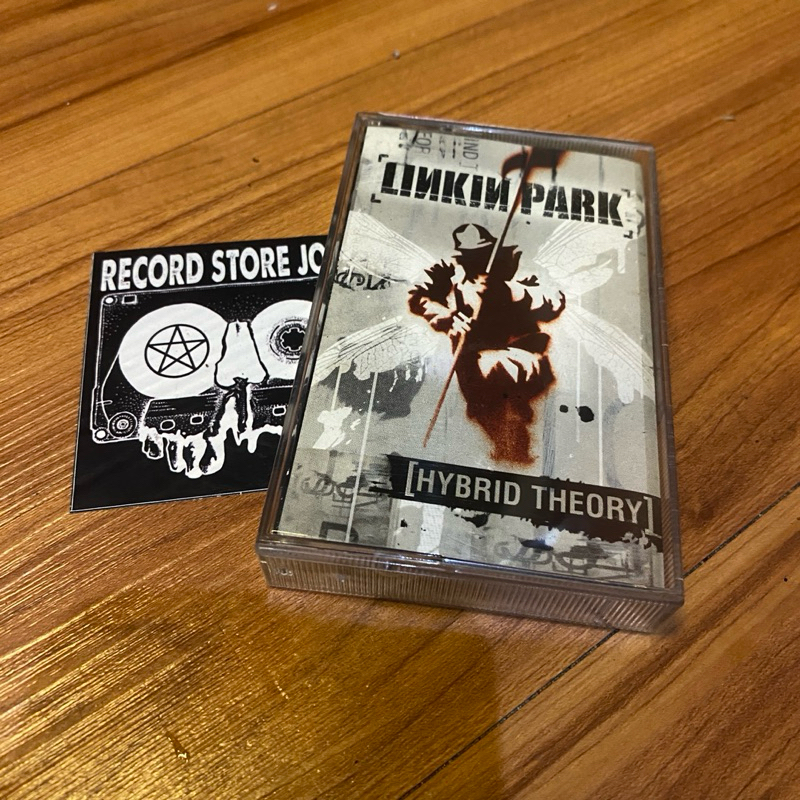 RECORD STORE JO
LINKIN PARK
[HYBRID THEORY]